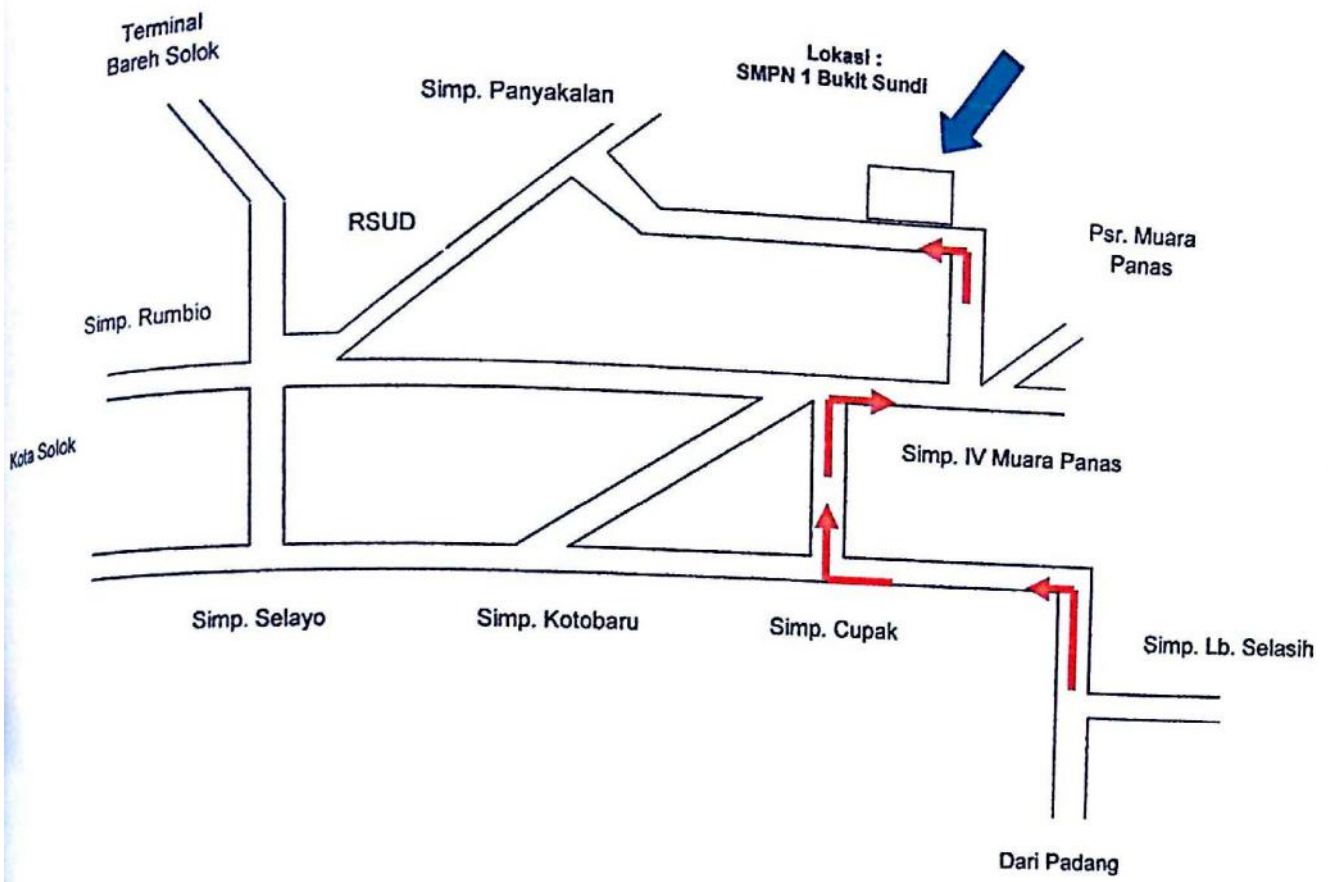 Terminal
Bareh Solok
Lokasi :
SMPN 1 Bukit Sundi
Simp. Panyakalan
RSUD
Psr. Muara
Panas
Simp. Rumbio
Kota Solok
Simp. IV Muara Panas
Simp. Selayo
Simp. Kotobaru
Simp. Cupak
Simp. Lb. Selasih
Dari Padang